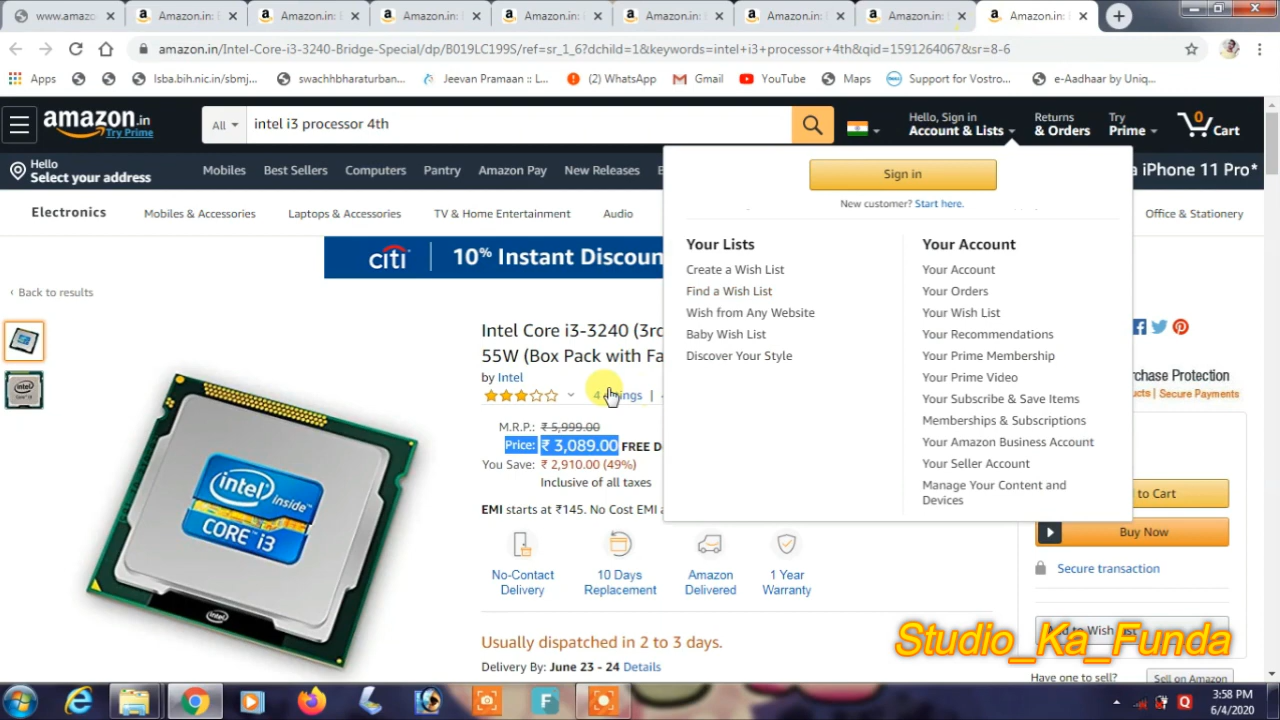 www.amazon
Amazon.in: E
Amazon.in: E
Amazon.in: E
Amazon.in: E
Amazon.in: E
Amazon.in: E
Amazon.in:
Amazon.in: E
amazon.in/Intel-Core-i3-3240-Bridge-Special/dp/B019LC199S/ref=sr_1_6?dchild=1&keywords=intel+i3+processor+4th&qid=1591264067&sr=8-6
Apps
lsba.bih.nic.in/sbmj...
swachhbharaturban...
Jeevan Pramaan :: L...
(2) WhatsApp
Gmail
YouTube
Maps
Support for Vostro...
e-Aadhaar by Uniq...
amazon.in
Try Prime
All
intel i3 processor 4th
Hello, Sign in
Account & Lists
Returns
& Orders
Try
Prime
0
Cart
Hello
Select your address
Mobiles
Best Sellers
Computers
Pantry
Amazon Pay
New Releases
a iPhone 11 Pro*
Sign in
New customer? Start here.
Electronics
Mobiles & Accessories
Laptops & Accessories
TV & Home Entertainment
Audio
Office & Stationery
citi
10% Instant Discoun
Your Lists
Create a Wish List
Find a Wish List
Wish from Any Website
Baby Wish List
Discover Your Style
Your Account
Your Account
Your Orders
Your Wish List
Your Recommendations
Your Prime Membership
Your Prime Video
Your Subscribe & Save Items
Memberships & Subscriptions
Your Amazon Business Account
Your Seller Account
Manage Your Content and
Devices
‹ Back to results
Intel Core i3-3240 (3rd
55W (Box Pack with Fa
by Intel
4 ings
M.R.P.: ₹ 5,999.00
Price: ₹ 3,089.00 FREE D
You Save: ₹ 2,910.00 (49%)
Inclusive of all taxes
EMI starts at ₹145. No Cost EMI
No-Contact
Delivery
10 Days
Replacement
Amazon
Delivered
1 Year
Warranty
Usually dispatched in 2 to 3 days.
Delivery By: June 23 - 24 Details
intel inside
CORE i3
intel
rchase Protection
ucts | Secure Payments
to Cart
Buy Now
Secure transaction
Add to Wish List
Studio_Ka_Funda
Have one to sell?
Sell on Amazon
3:58 PM
6/4/2020